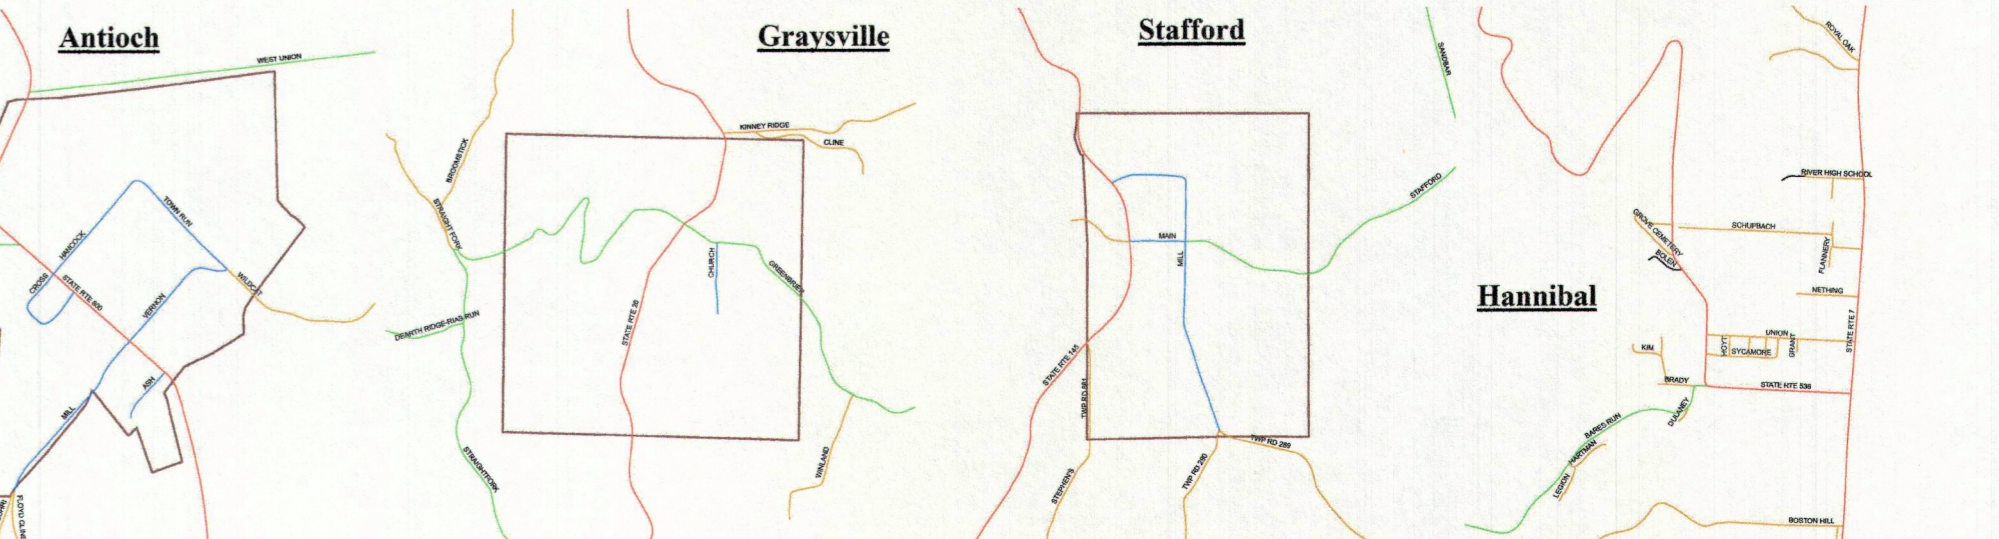 Antioch
WEST UNION
TOWN RUN
HANCOCK
CROSS
STATE RTE 800
VERNON
WILDCAT
ASH
MILL
FLOYD CLINE
Graysville
BROOMSTICK
KINNEY RIDGE
CLINE
STRAIGHT FORK
CHURCH
GREENBRIER
DEARTH RIDGE-RIAS RUN
STATE RTE 26
STRAIGHTFORK
WINLAND
Stafford
SANDBAR
STAFFORD
MAIN
MILL
STATE RTE 145
TWP RD 581
TWP RD 289
TWP RD 290
STEPHEN'S
Hannibal
ROYAL OAK
RIVER HIGH SCHOOL
GROVE CEMETERY
SCHUPBACH
BOLEN
FLANNERY
NETHING
UNION
STATE RTE 7
HOYT
SYCAMORE
GRANT
KIM
BRADY
STATE RTE 536
DULANEY
BARES RUN
HARTMAN
LEGION
BOSTON HILL